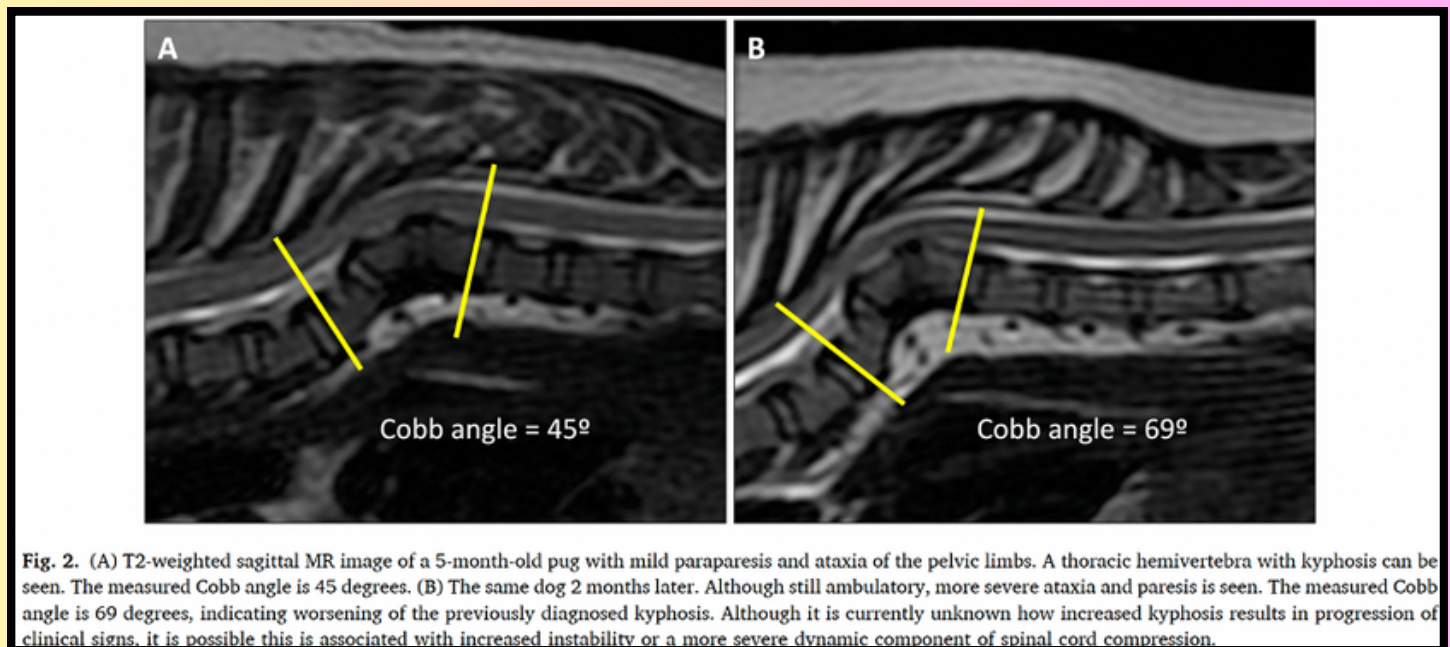 A
B
Cobb angle = 45º
Cobb angle = 69º
Fig. 2. (A) T2-weighted sagittal MR image of a 5-month-old pug with mild paraparesis and ataxia of the pelvic limbs. A thoracic hemivertebra with kyphosis can be
seen. The measured Cobb angle is 45 degrees. (B) The same dog 2 months later. Although still ambulatory, more severe ataxia and paresis is seen. The measured Cobb
angle is 69 degrees, indicating worsening of the previously diagnosed kyphosis. Although it is currently unknown how increased kyphosis results in progression of
clinical signs, it is possible this is associated with increased instability or a more severe dynamic component of spinal cord compression.